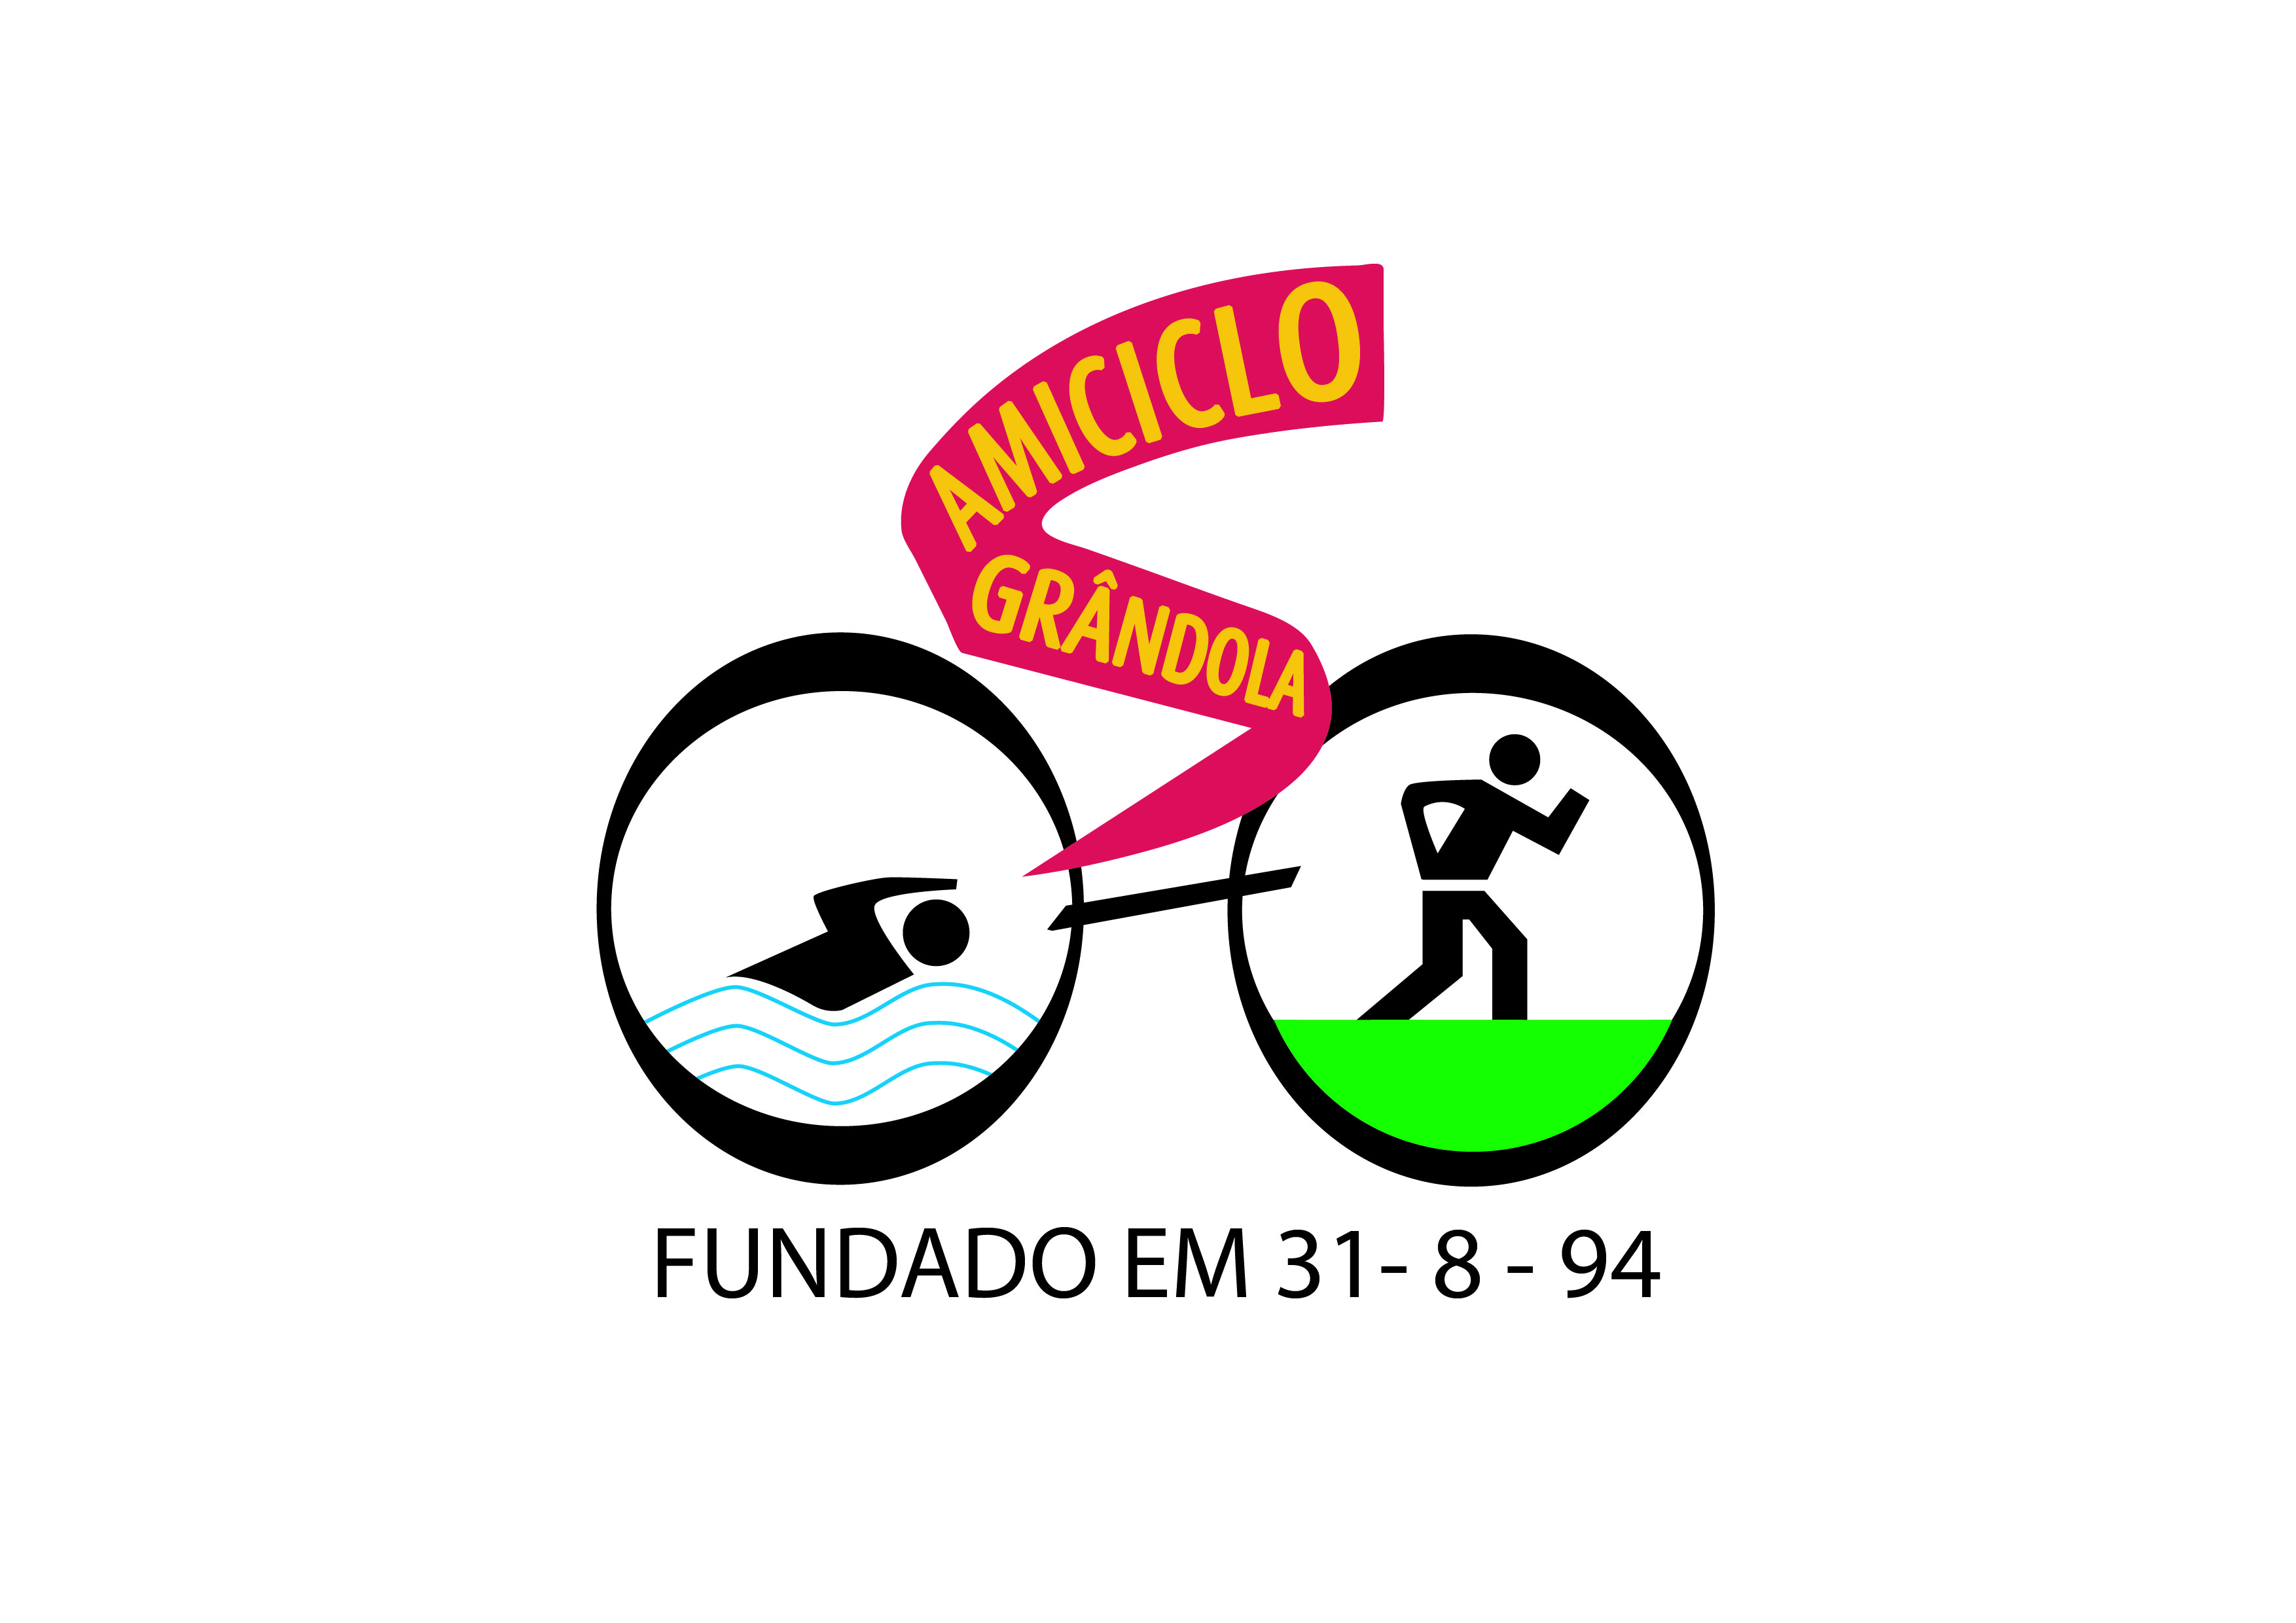 AMICICLO
GRÂNDOLA
FUNDADO EM 31- 8 - 94